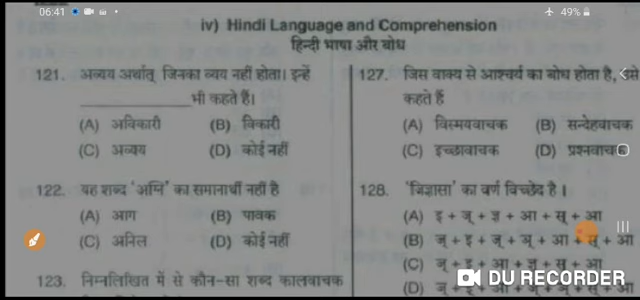 06:41
49%
iv) Hindi Language and Comprehension
हिन्दी भाषा और बोध
121. अव्यय अर्थात् जिनका व्यय नहीं होता। इन्हें
____________ भी कहते हैं।
(A) अविकारी (B) विकारी
(C) अव्यय (D) कोई नहीं
122. यह शब्द 'अग्नि' का समानार्थी नहीं है
(A) आग (B) पावक
(C) अनिल (D) कोई नहीं
123. निम्नलिखित में से कौन-सा शब्द कालवाचक
127. जिस वाक्य से आश्चर्य का बोध होता है, उसे
कहते हैं
(A) विस्मयवाचक (B) सन्देहवाचक
(C) इच्छावाचक (D) प्रश्नवाचक
128. 'जिज्ञासा' का वर्ण विच्छेद है।
(A) इ + ज् + ज्ञ + आ + स् + आ
(B) ज् + इ + ज् + ञ् + आ + स् + आ
(C) ज् + इ + आ + स् + आ
(D) ज् +
DU RECORDER